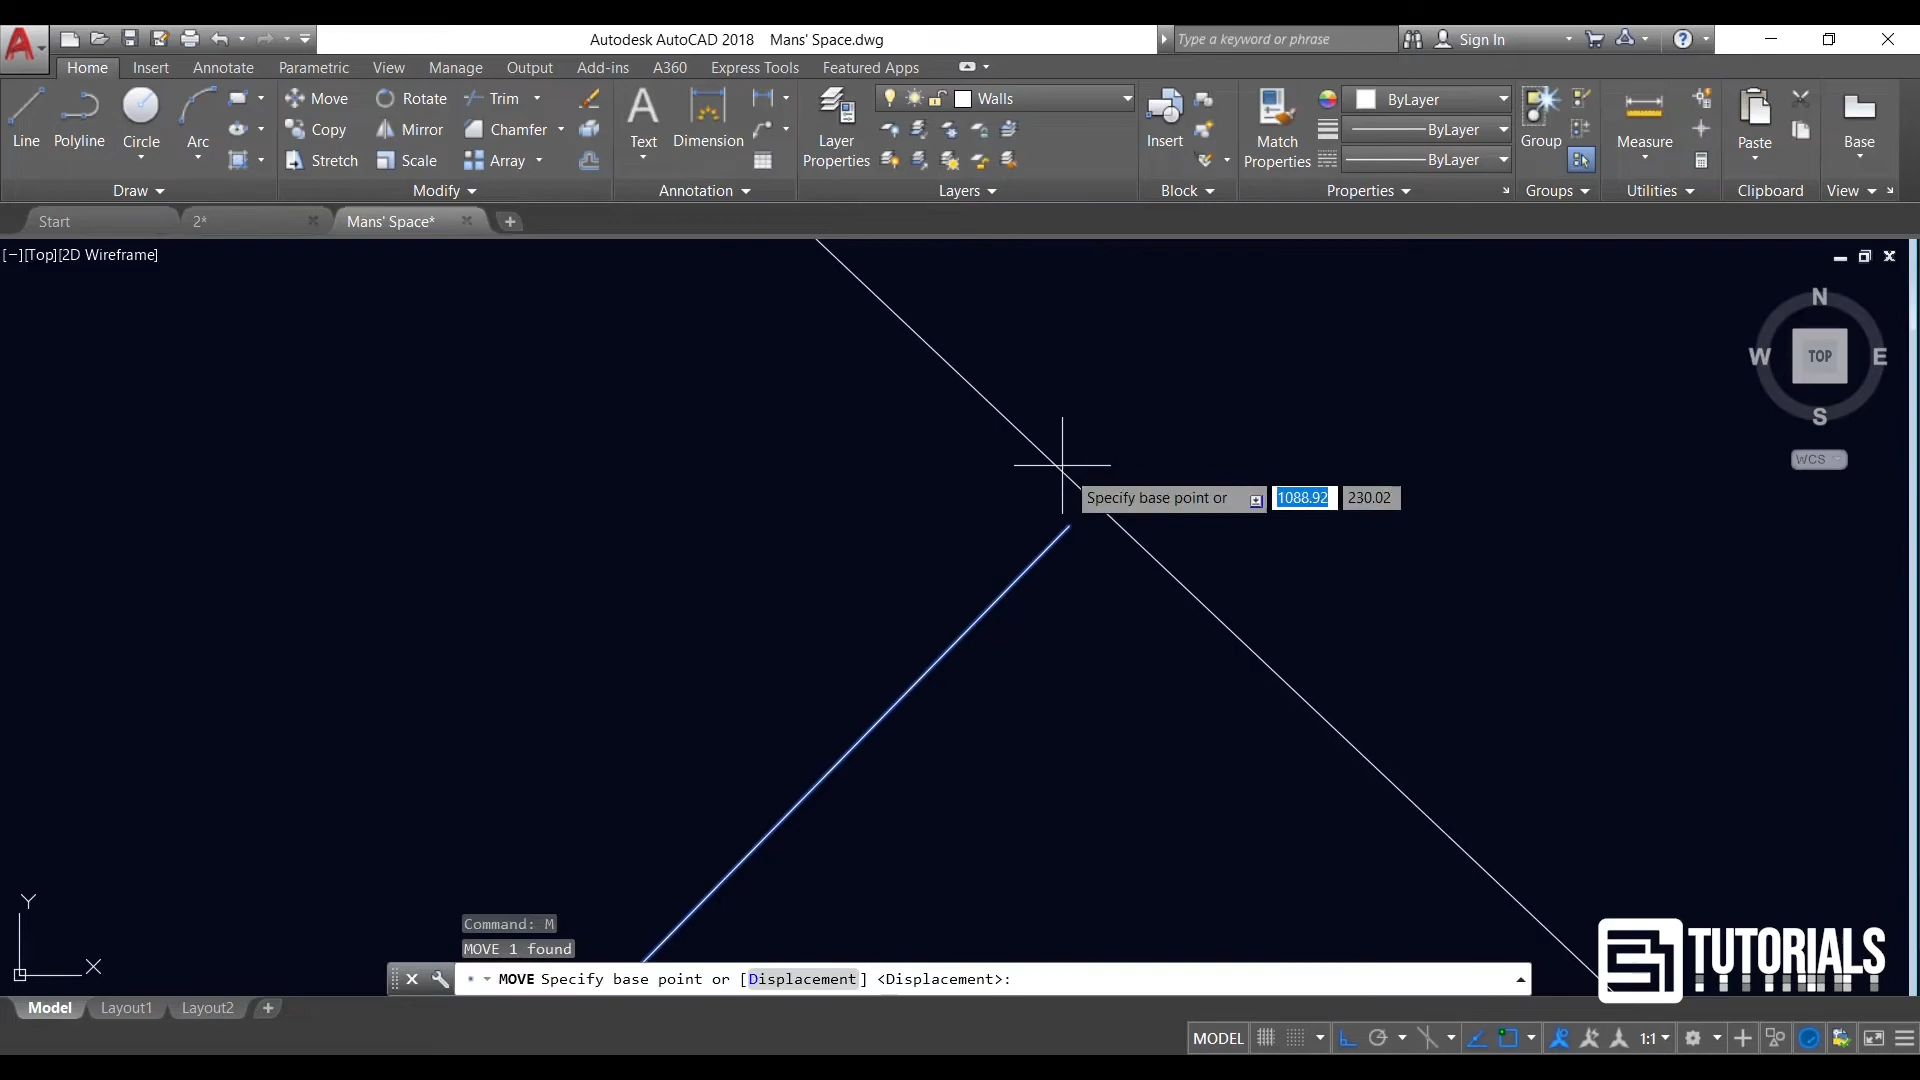 Autodesk AutoCAD 2018 Mans' Space.dwg
Type a keyword or phrase
Sign In
Home Insert Annotate Parametric View Manage Output Add-ins A360 Express Tools Featured Apps
Line Polyline Circle Arc
Move Rotate Trim
Copy Mirror Chamfer
Stretch Scale Array
Text Dimension
Layer Properties
Walls
Insert
Match Properties
ByLayer
ByLayer
ByLayer
Group
Measure
Paste
Base
Draw Modify Annotation Layers Block Properties Groups Utilities Clipboard View
Start 2* Mans' Space*
[−][Top][2D Wireframe]
N
W TOP E
S
WCS
Specify base point or 1088.92 230.02
Y
X
Command: M
MOVE 1 found
MOVE Specify base point or [Displacement] <Displacement>:
TUTORIALS
Model Layout1 Layout2
MODEL 1:1